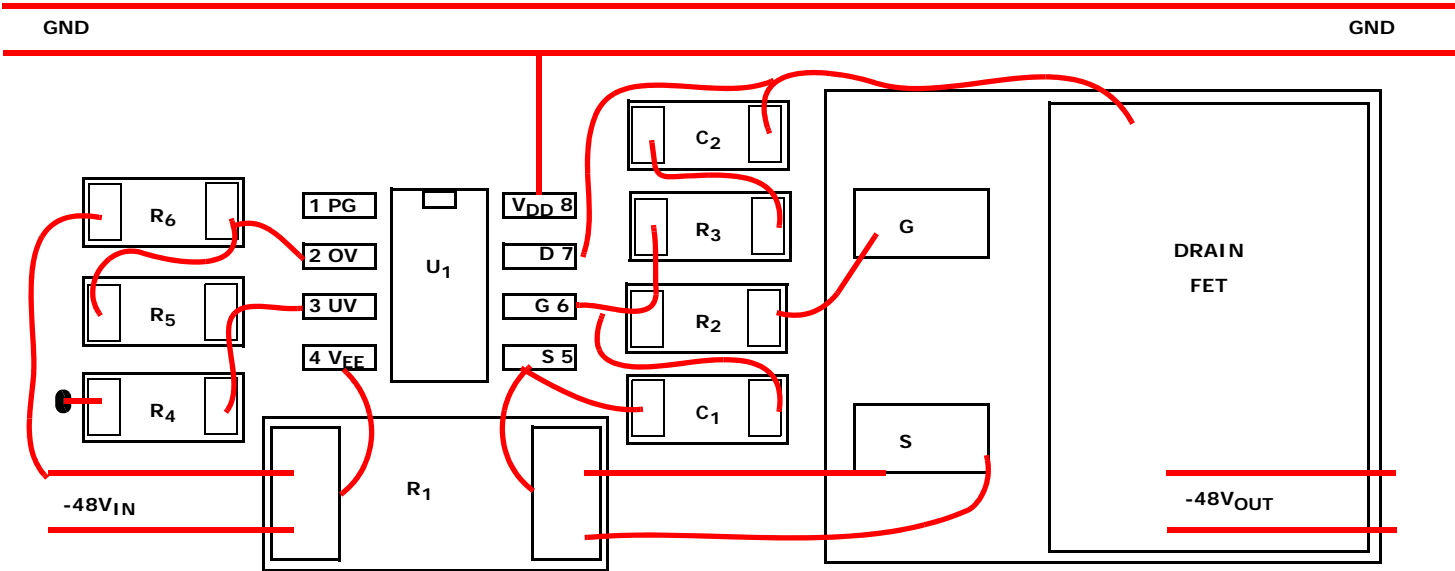 GND GND
C2
R6
1 PG
VDD 8
R3
G
2 OV
D 7
U1
DRAIN
FET
R5
3 UV
G 6
R2
4 VEE
S 5
R4
C1
S
R1
-48VIN
-48VOUT